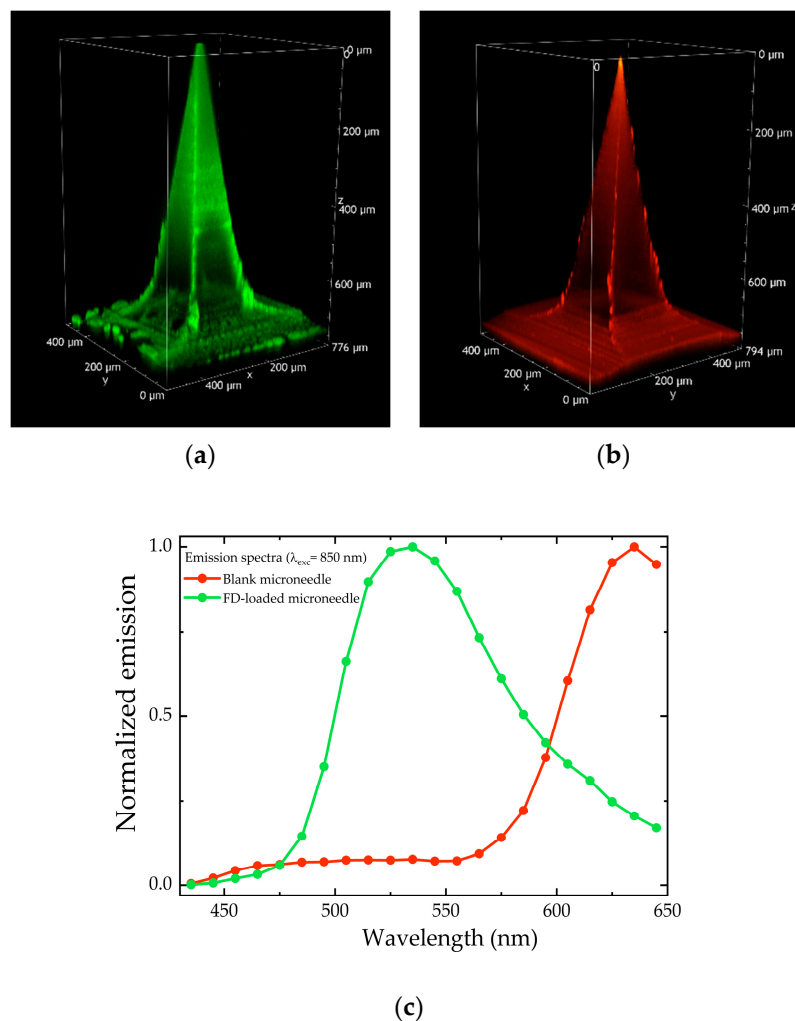 0 μm
0
200 μm
z
400 μm
600 μm
776 μm
400 μm
200 μm
y
0 μm
400 μm
x
200 μm
0 μm
0
200 μm
400 μm
z
600 μm
794 μm
400 μm
200 μm
x
0 μm
200 μm
y
400 μm
(a)
(b)
Emission spectra (λexc= 850 nm)
Blank microneedle
FD-loaded microneedle
Normalized emission
1.0
0.5
0.0
450
500
550
600
650
Wavelength (nm)
(c)